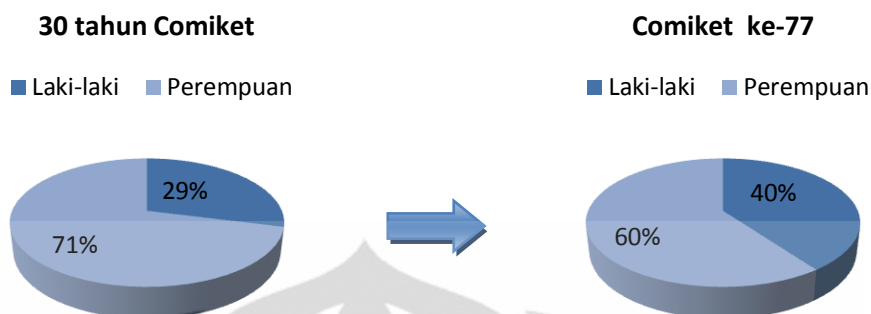 30 tahun Comiket
Laki-laki Perempuan
29%
71%
Comiket ke-77
Laki-laki Perempuan
40%
60%